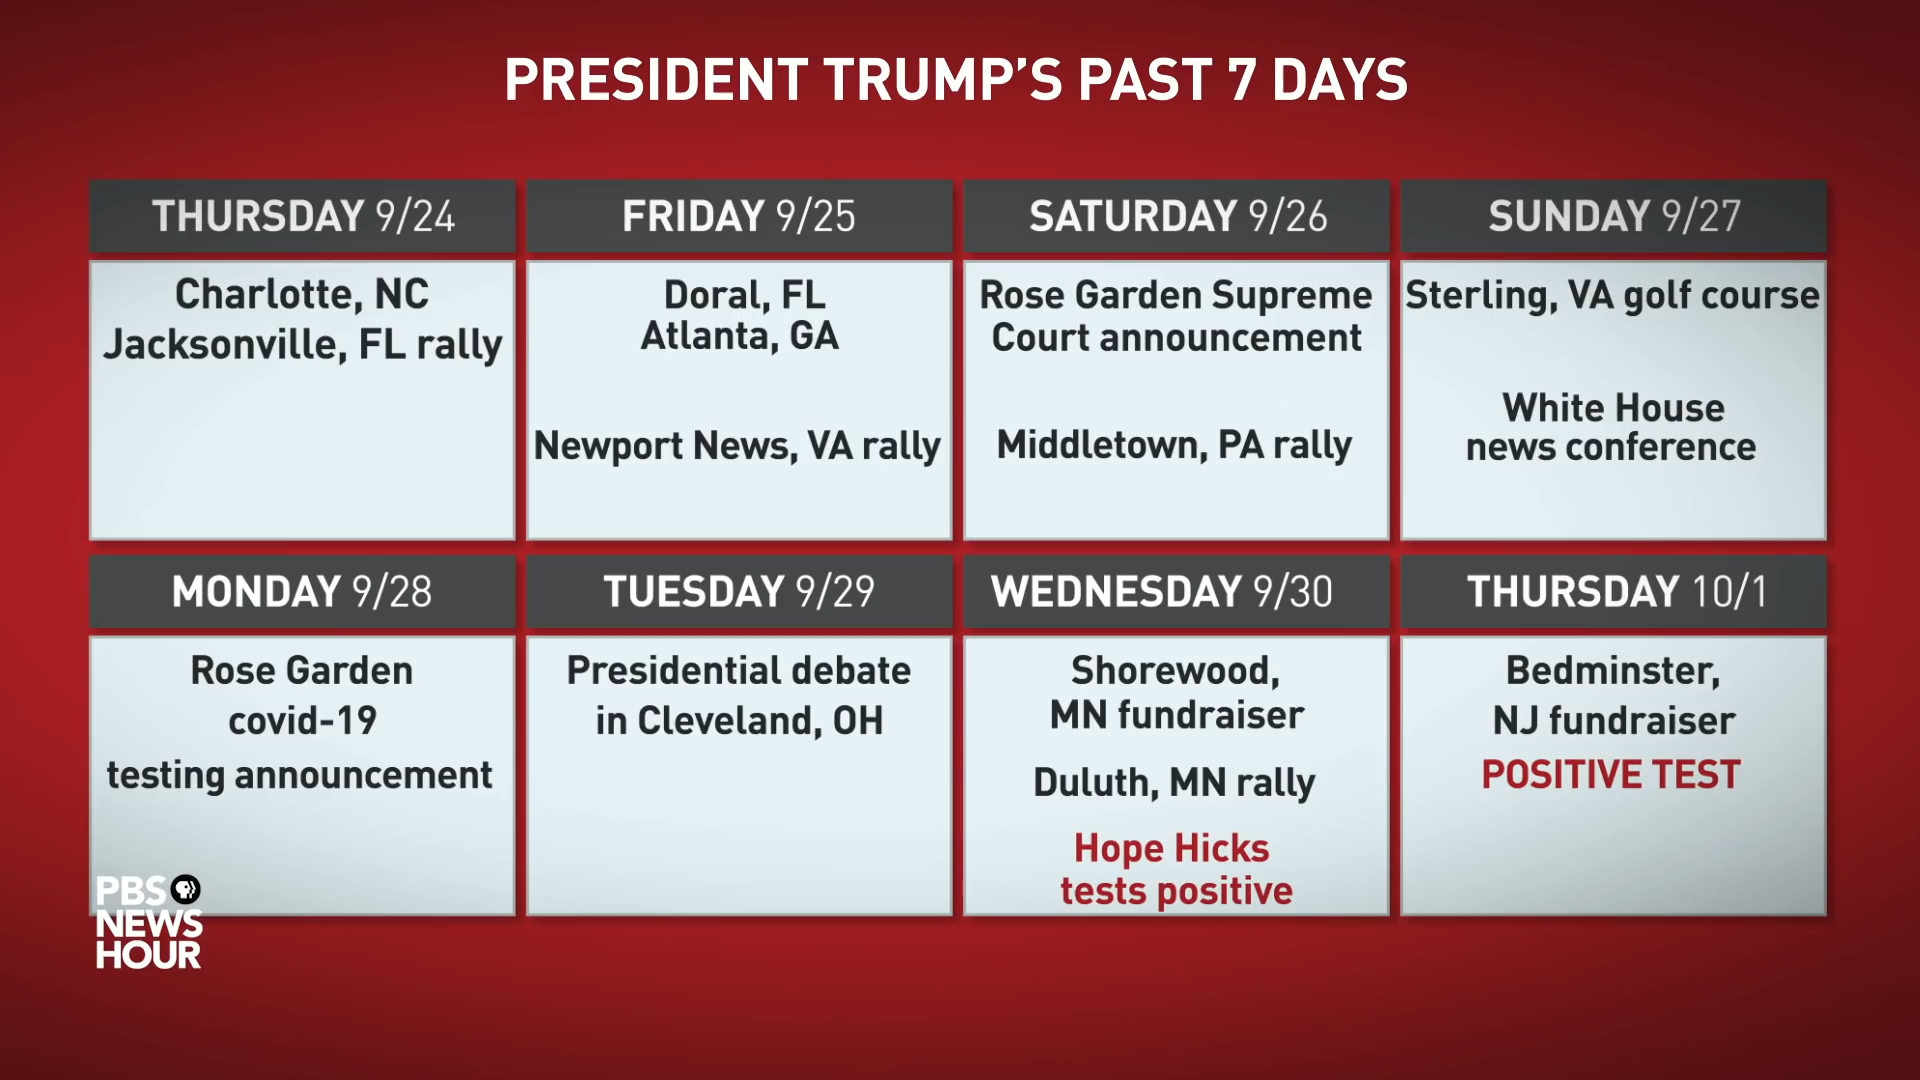 PRESIDENT TRUMP'S PAST 7 DAYS
THURSDAY 9/24
Charlotte, NC
Jacksonville, FL rally
FRIDAY 9/25
Doral, FL
Atlanta, GA
Newport News, VA rally
SATURDAY 9/26
Rose Garden Supreme
Court announcement
Middletown, PA rally
SUNDAY 9/27
Sterling, VA golf course
White House
news conference
MONDAY 9/28
Rose Garden
covid-19
testing announcement
TUESDAY 9/29
Presidential debate
in Cleveland, OH
WEDNESDAY 9/30
Shorewood,
MN fundraiser
Duluth, MN rally
Hope Hicks
tests positive
THURSDAY 10/1
Bedminster,
NJ fundraiser
POSITIVE TEST
PBS
NEWS
HOUR